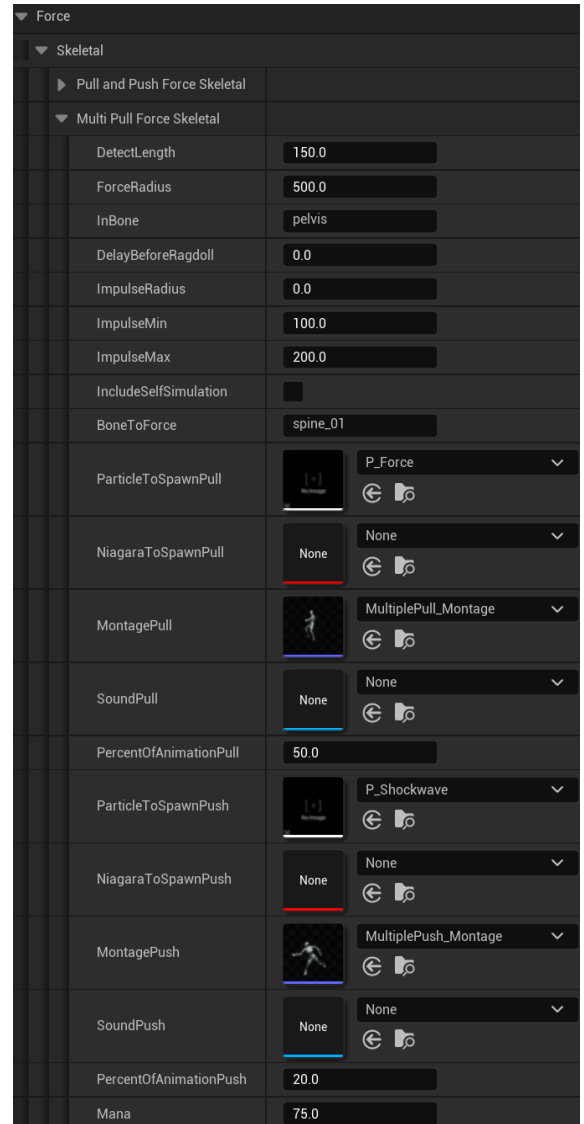 Force
Skeletal
Pull and Push Force Skeletal
Multi Pull Force Skeletal
DetectLength 150.0
ForceRadius 500.0
InBone pelvis
DelayBeforeRagdoll 0.0
ImpulseRadius 0.0
ImpulseMin 100.0
ImpulseMax 200.0
IncludeSelfSimulation
BoneToForce spine_01
P_Force
ParticleToSpawnPull
None
NiagaraToSpawnPull None
MultiplePull_Montage
MontagePull
None
SoundPull None
PercentOfAnimationPull 50.0
P_Shockwave
ParticleToSpawnPush
None
NiagaraToSpawnPush None
MultiplePush_Montage
MontagePush
None
SoundPush None
PercentOfAnimationPush 20.0
Mana 75.0